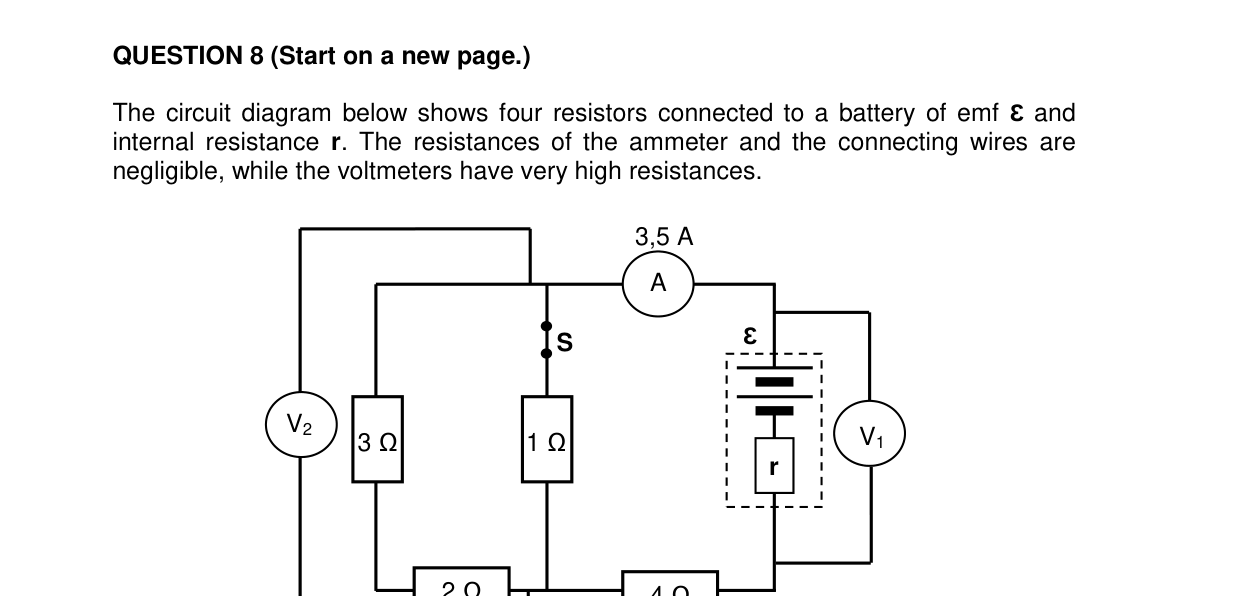 QUESTION 8 (Start on a new page.)
The circuit diagram below shows four resistors connected to a battery of emf Ɛ and
internal resistance r. The resistances of the ammeter and the connecting wires are
negligible, while the voltmeters have very high resistances.
3,5 A
A
S
Ɛ
V₂
3 Ω
1 Ω
V₁
r
2 Ω
4 Ω